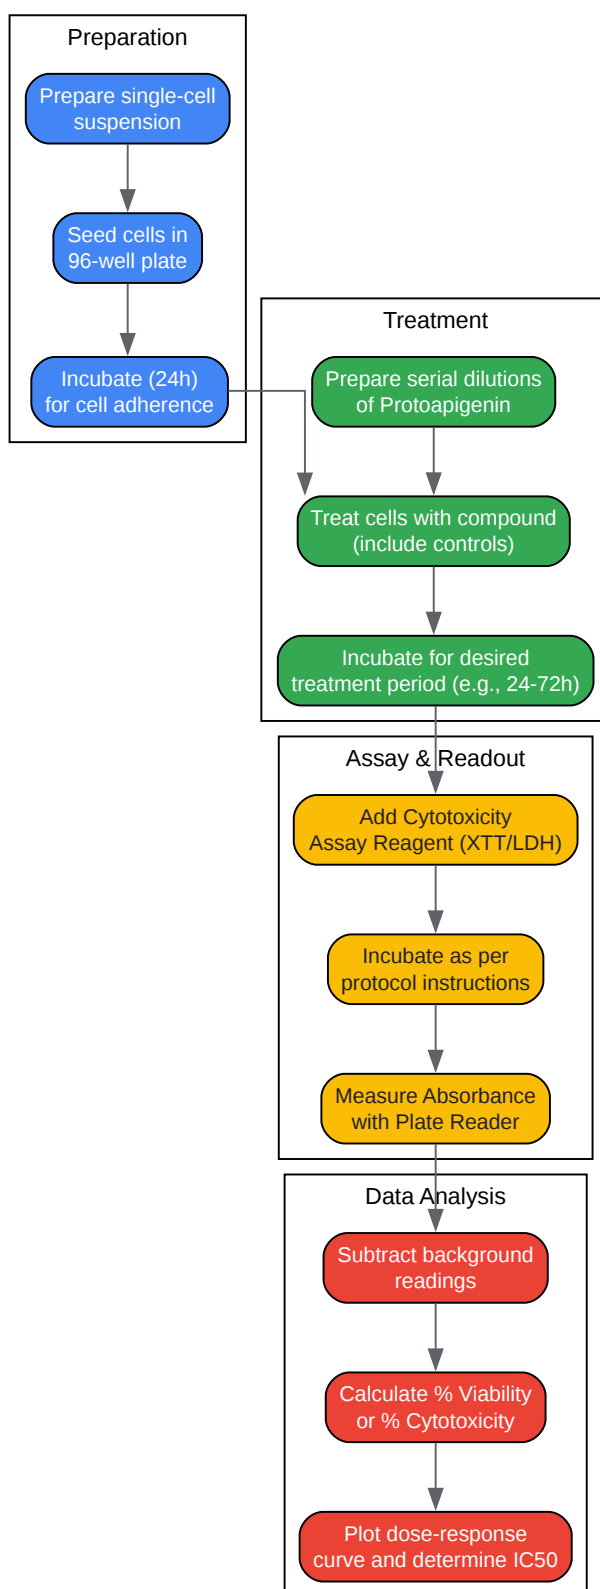 Preparation
Prepare single-cell
suspension
Seed cells in
96-well plate
Incubate (24h)
for cell adherence
Treatment
Prepare serial dilutions
of Protoapigenin
Treat cells with compound
(include controls)
Incubate for desired
treatment period (e.g., 24-72h)
Assay & Readout
Add Cytotoxicity
Assay Reagent (XTT/LDH)
Incubate as per
protocol instructions
Measure Absorbance
with Plate Reader
Data Analysis
Subtract background
readings
Calculate % Viability
or % Cytotoxicity
Plot dose-response
curve and determine IC50